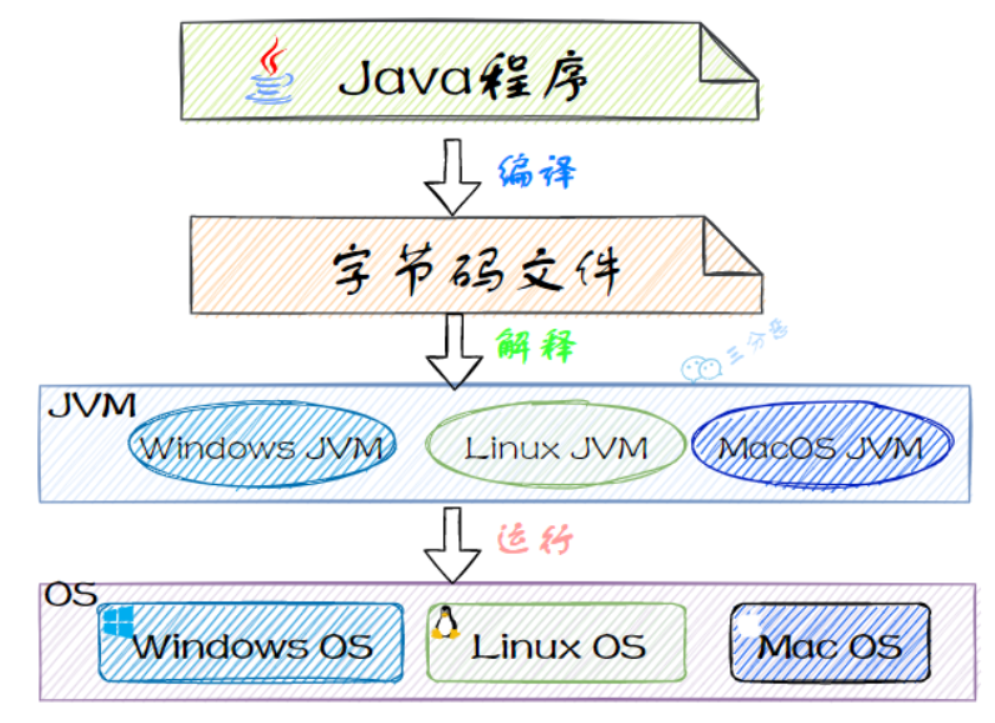 Java程序
编译
字节码文件
解释
三分恶
JVM
Windows JVM
Linux JVM
MacOS JVM
运行
OS
Windows OS
Linux OS
Mac OS